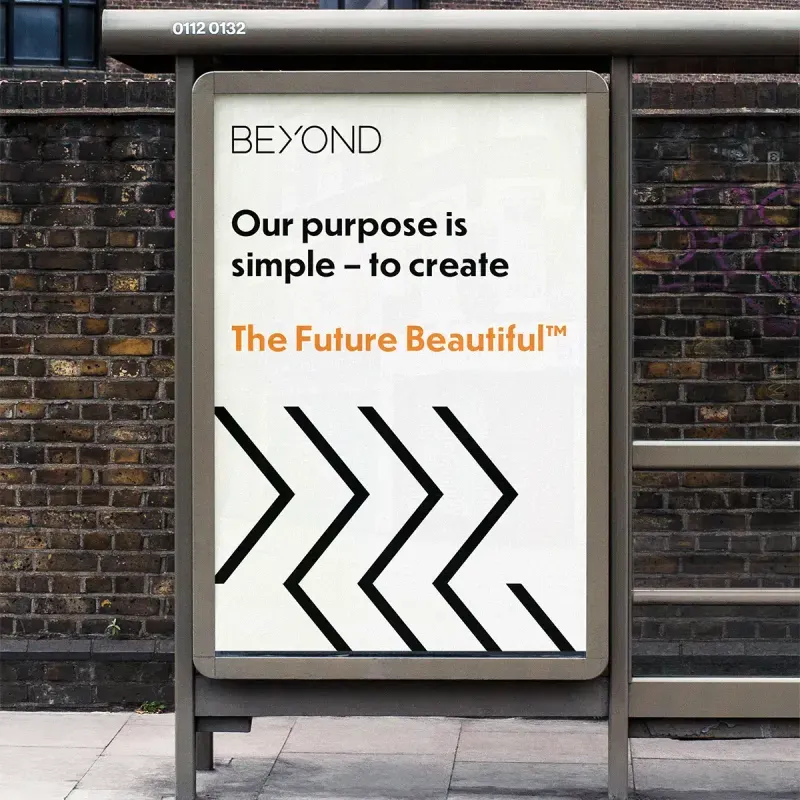 0112 0132
BEYOND
Our purpose is
simple – to create
The Future Beautiful™